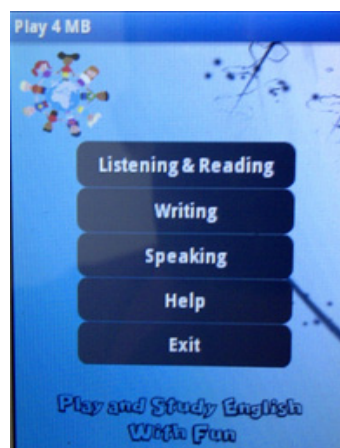 Play 4 MB
Listening & Reading
Writing
Speaking
Help
Exit
Play and Study English
With Fun